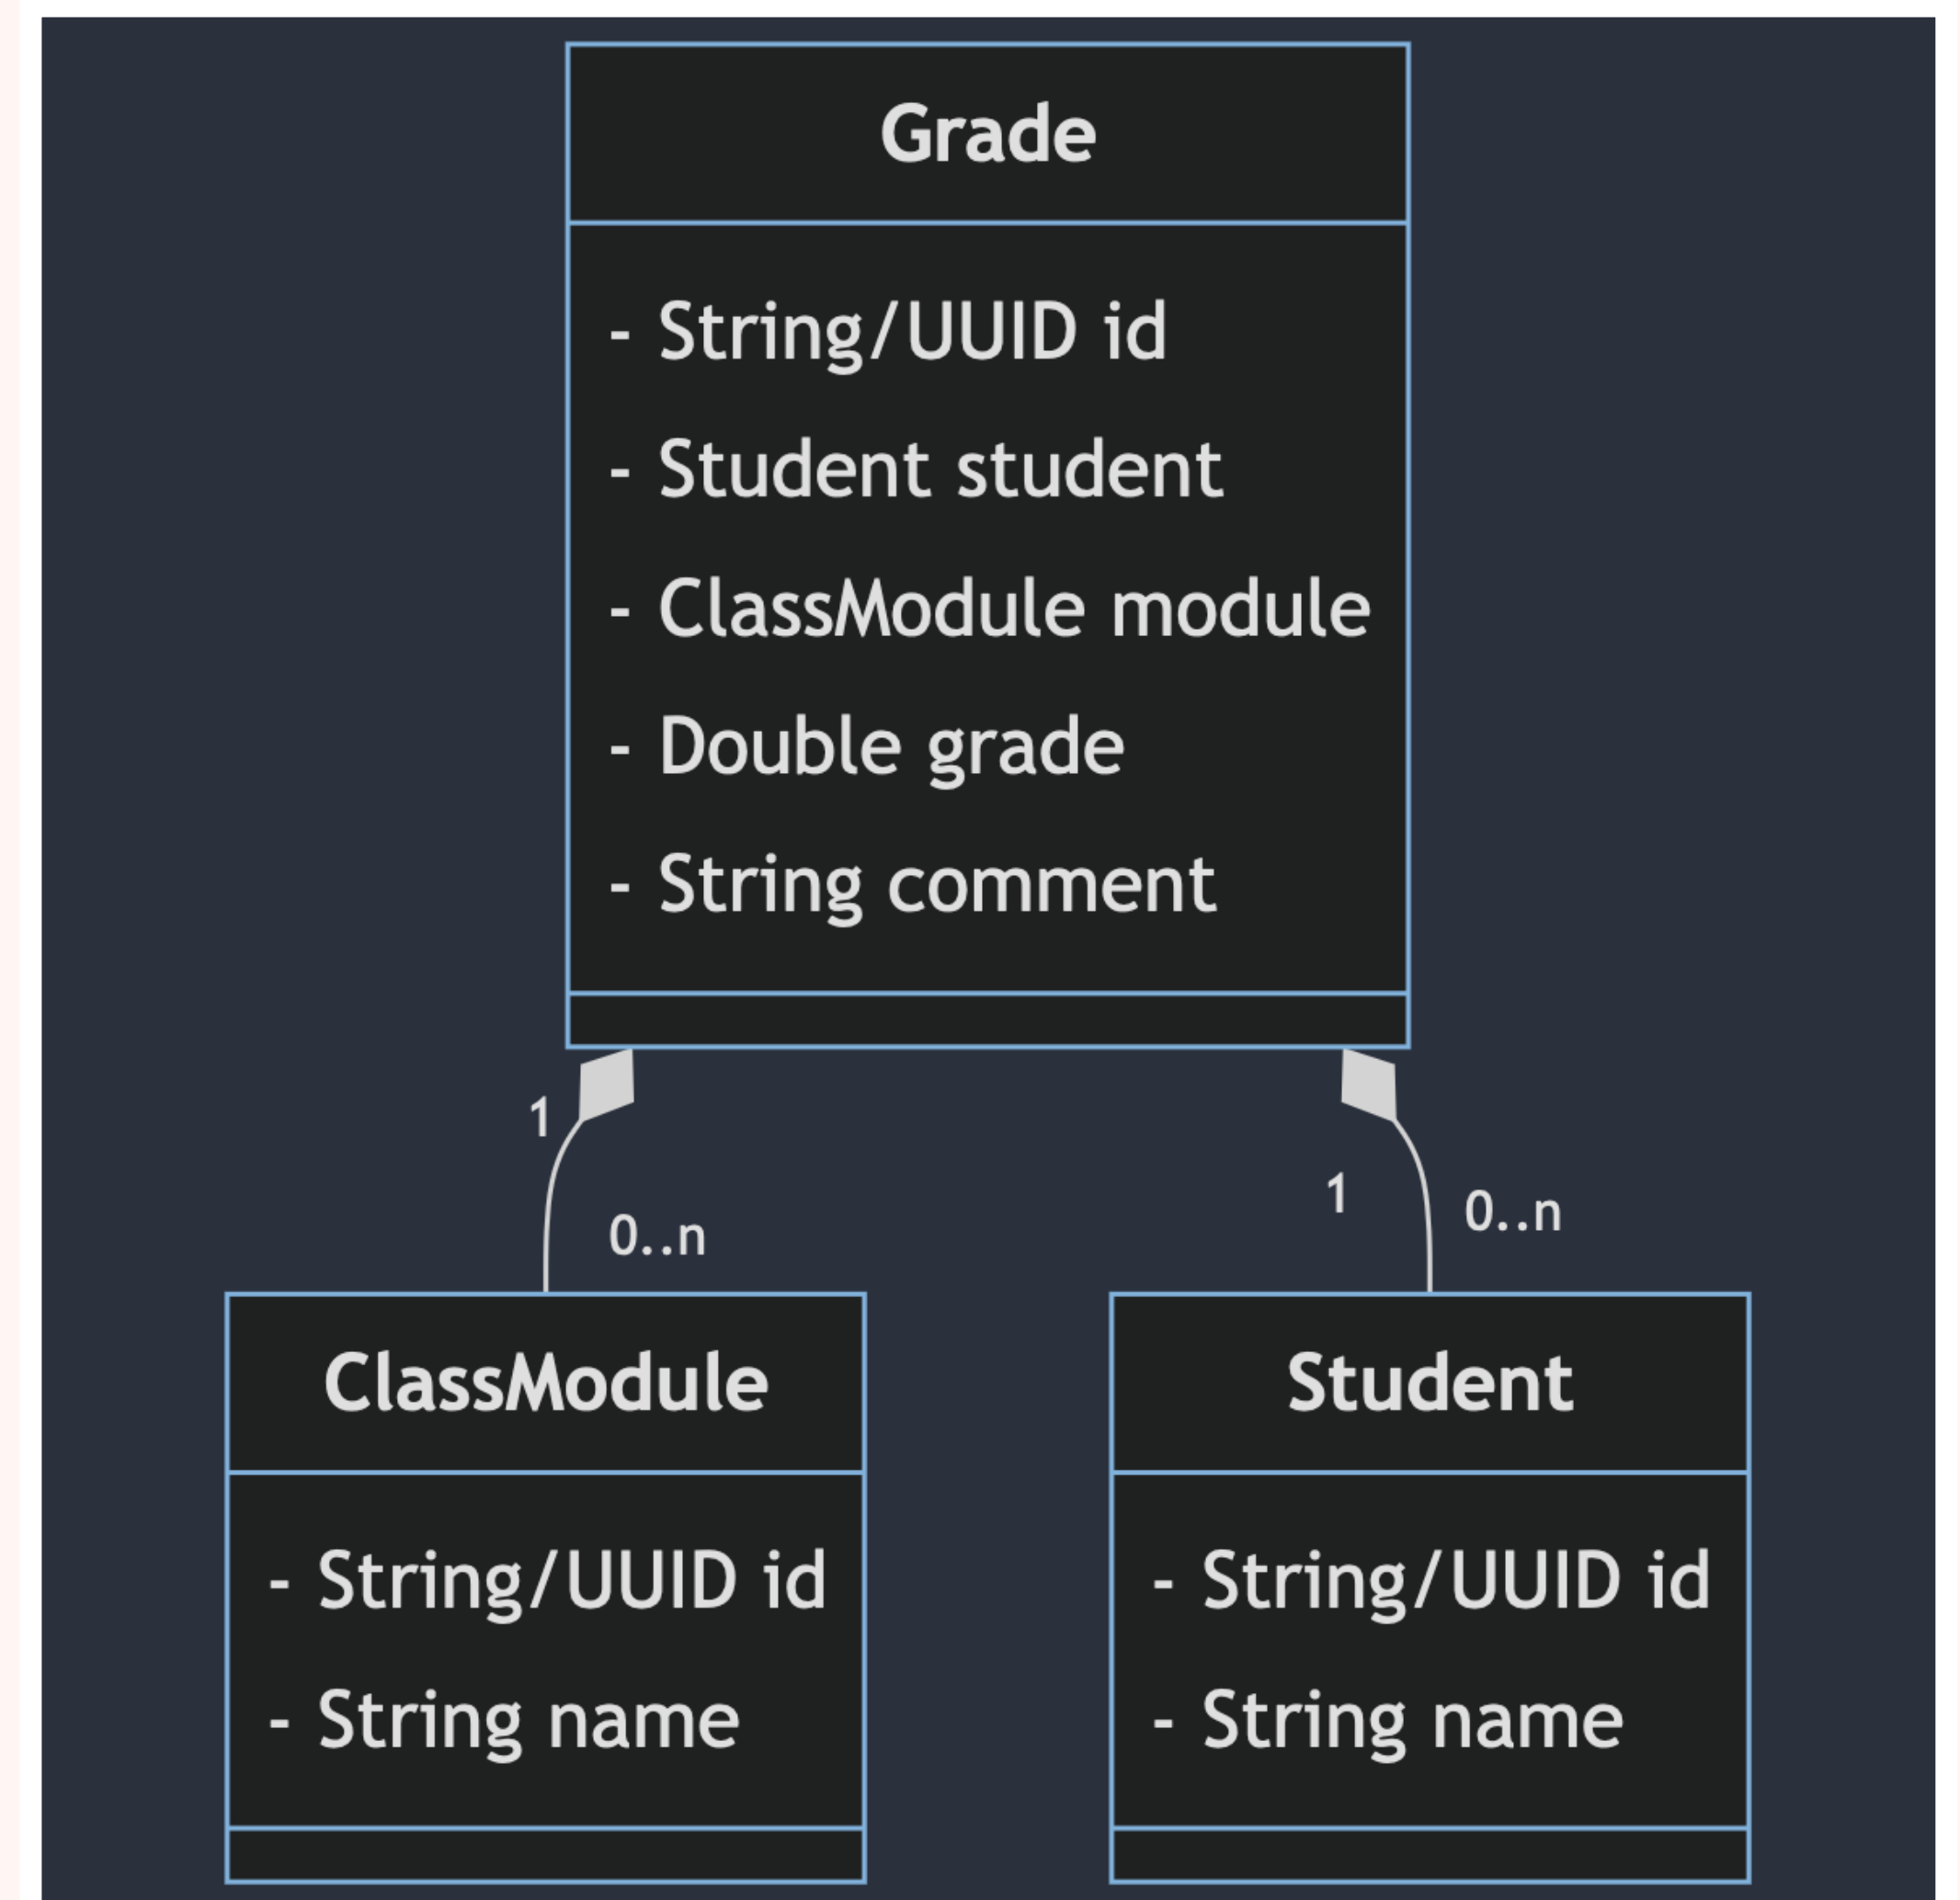 Grade
- String/UUID id
- Student student
- ClassModule module
- Double grade
- String comment
1
0..n
1
0..n
ClassModule
- String/UUID id
- String name
Student
- String/UUID id
- String name